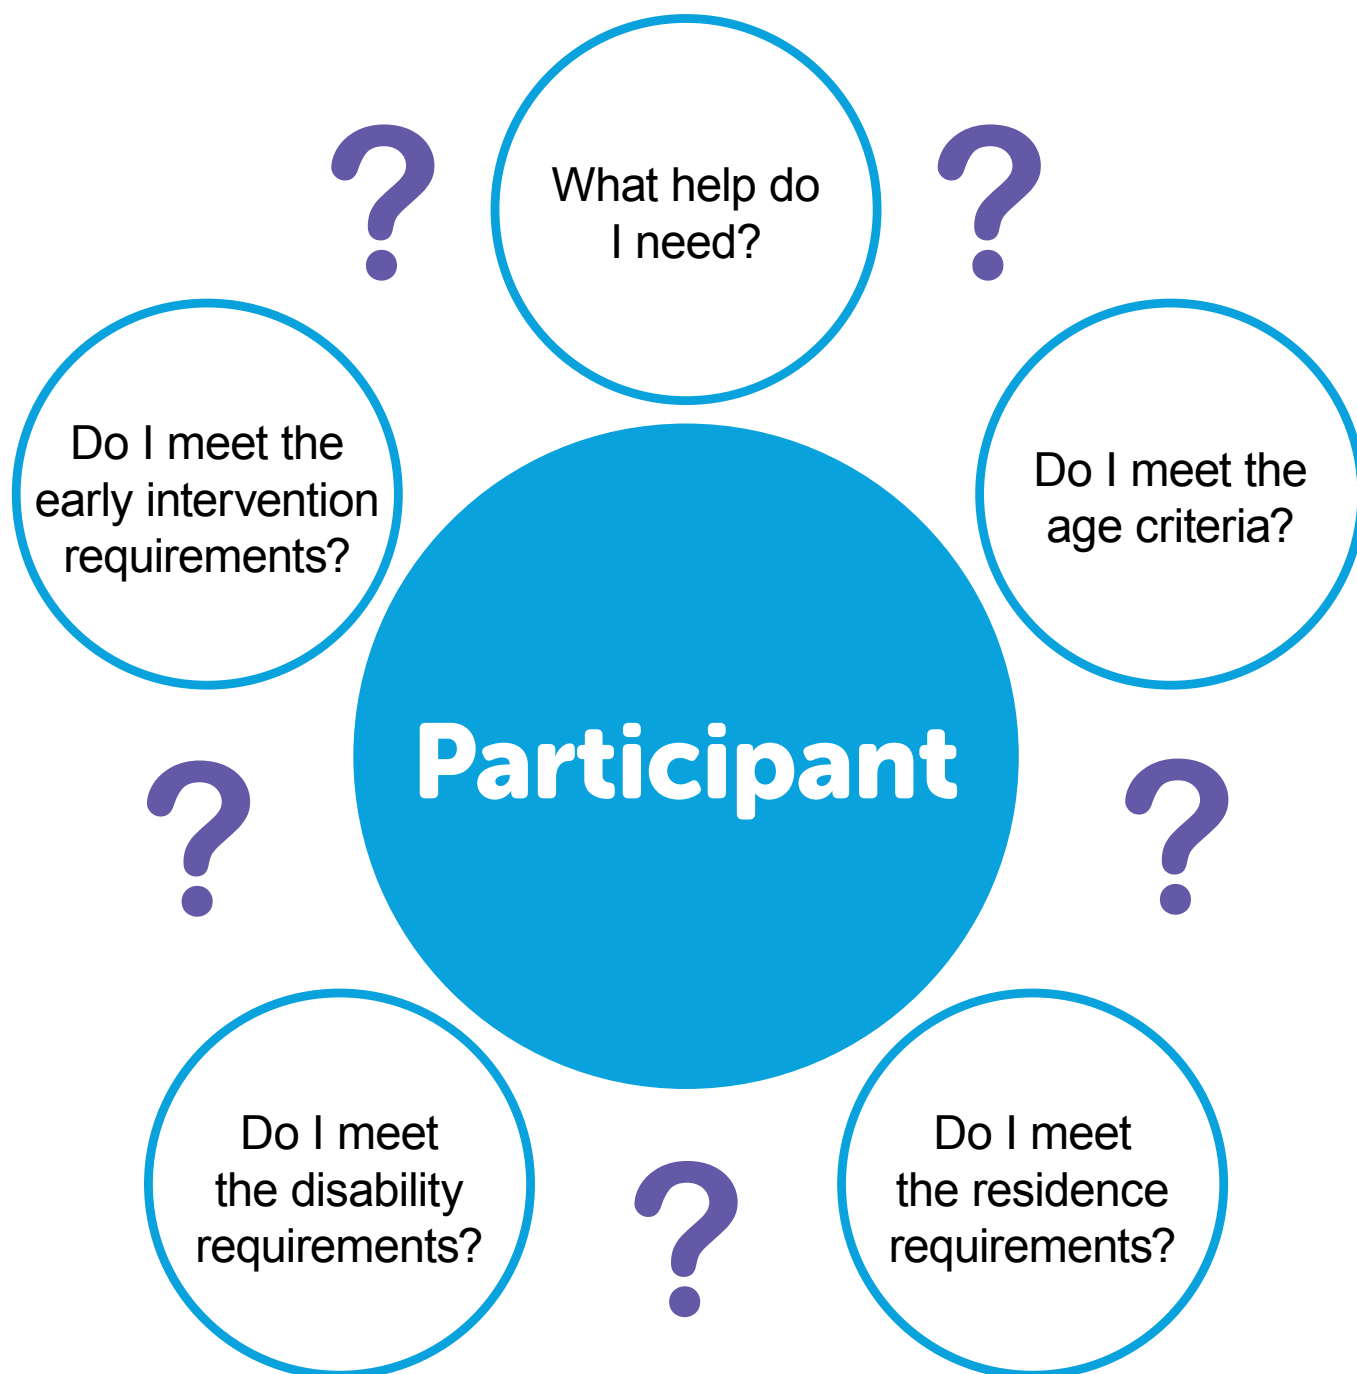 What help do
I need?
Do I meet the
early intervention
requirements?
Do I meet the
age criteria?
Participant
Do I meet
the disability
requirements?
Do I meet
the residence
requirements?